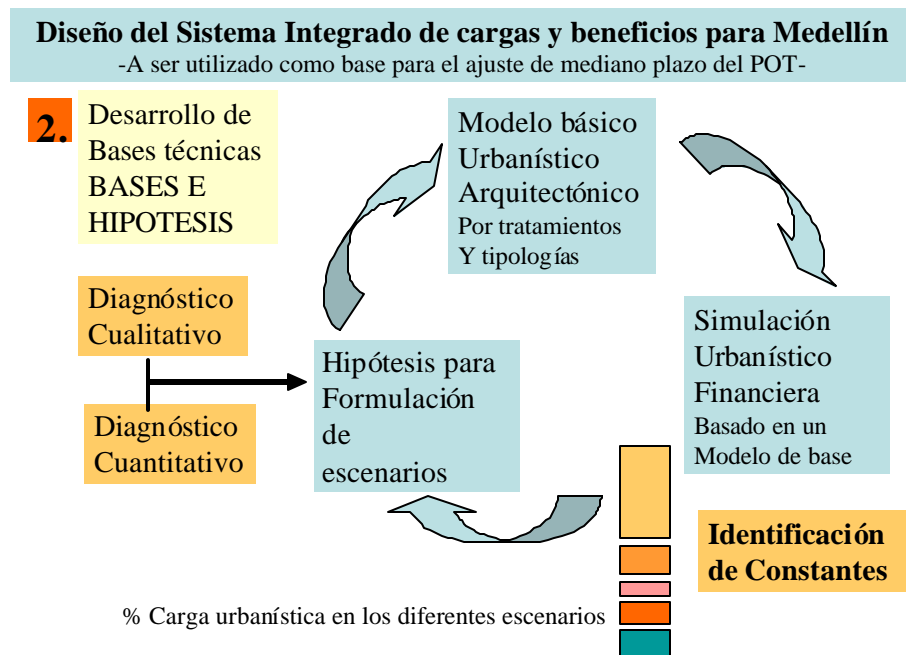 Diseño del Sistema Integrado de cargas y beneficios para Medellín
-A ser utilizado como base para el ajuste de mediano plazo del POT-
2.
Desarrollo de
Bases técnicas
BASES E
HIPOTESIS
Modelo básico
Urbanístico
Arquitectónico
Por tratamientos
Y tipologías
Diagnóstico
Cualitativo
Diagnóstico
Cuantitativo
Hipótesis para
Formulación
de
escenarios
Simulación
Urbanístico
Financiera
Basado en un
Modelo de base
Identificación
de Constantes
% Carga urbanística en los diferentes escenarios